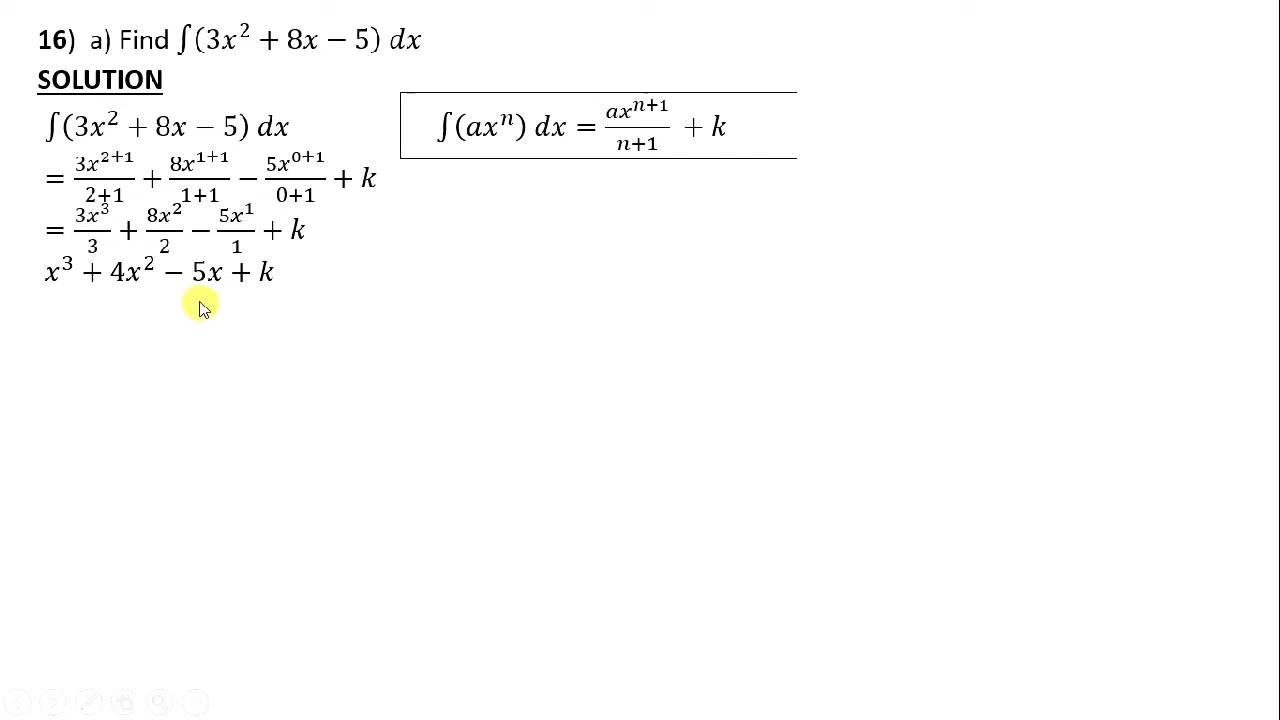 16) a) Find ∫(3x² + 8x − 5) dx
SOLUTION
∫(3x² + 8x − 5) dx
∫(axⁿ) dx = axⁿ⁺¹/n+1 + k
= 3x²⁺¹/2+1 + 8x¹⁺¹/1+1 − 5x⁰⁺¹/0+1 + k
= 3x³/3 + 8x²/2 − 5x¹/1 + k
x³ + 4x² − 5x + k